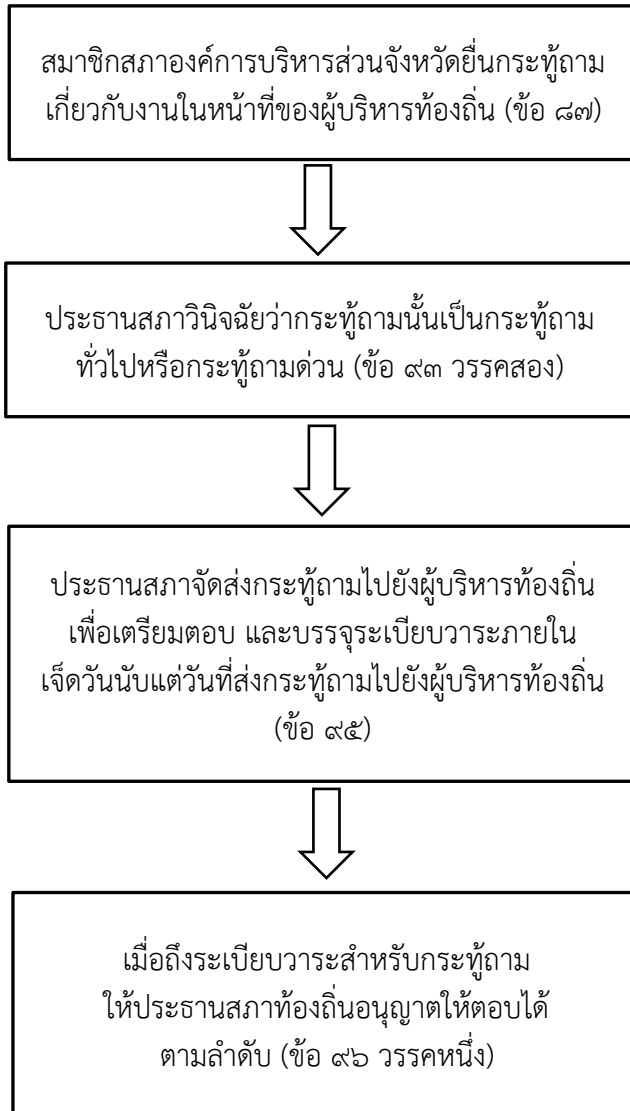 สมาชิกสภาองค์การบริหารส่วนจังหวัดยื่นกระทู้ถาม
เกี่ยวกับงานในหน้าที่ของผู้บริหารท้องถิ่น (ข้อ ๘๗)
ประธานสภาวินิจฉัยว่ากระทู้ถามนั้นเป็นกระทู้ถาม
ทั่วไปหรือกระทู้ถามด่วน (ข้อ ๙๓ วรรคสอง)
ประธานสภาจัดส่งกระทู้ถามไปยังผู้บริหารท้องถิ่น
เพื่อเตรียมตอบ และบรรจุระเบียบวาระภายใน
เจ็ดวันนับแต่วันที่ส่งกระทู้ถามไปยังผู้บริหารท้องถิ่น
(ข้อ ๙๕)
เมื่อถึงระเบียบวาระสำหรับกระทู้ถาม
ให้ประธานสภาท้องถิ่นอนุญาตให้ตอบได้
ตามลำดับ (ข้อ ๙๖ วรรคหนึ่ง)